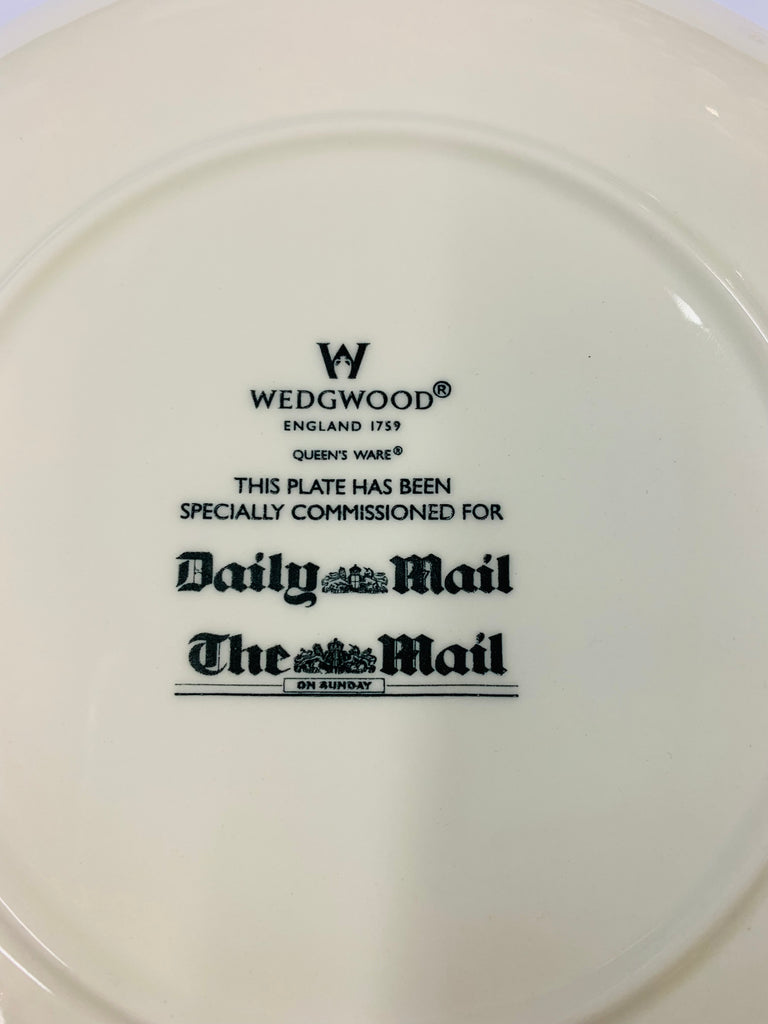 W
WEDGWOOD®
ENGLAND 1759
QUEEN'S WARE®
THIS PLATE HAS BEEN
SPECIALLY COMMISSIONED FOR
Daily Mail
The Mail
ON SUNDAY